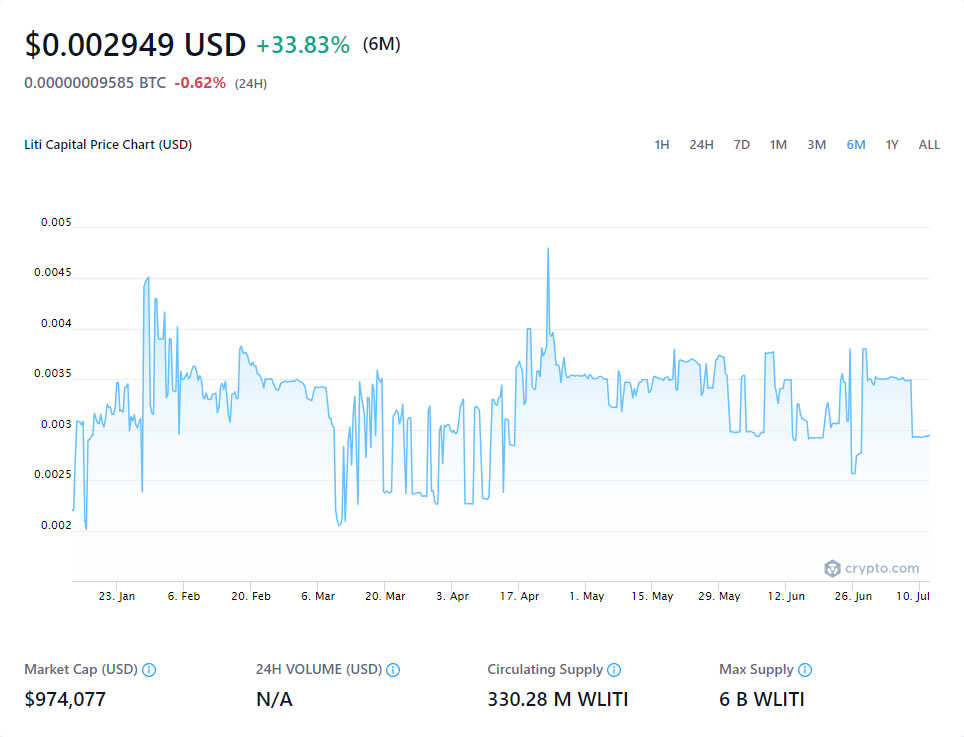 $0.002949 USD +33.83% (6M)
0.00000009585 BTC -0.62% (24H)
Liti Capital Price Chart (USD) 1H 24H 7D 1M 3M 6M 1Y ALL
0.005
0.0045
0.004
0.0035
0.003
0.0025
0.002
crypto.com
23. Jan 6. Feb 20. Feb 6. Mar 20. Mar 3. Apr 17. Apr 1. May 15. May 29. May 12. Jun 26. Jun 10. Jul
Market Cap (USD) 24H VOLUME (USD) Circulating Supply Max Supply
$974,077 N/A 330.28 M WLITI 6 B WLITI